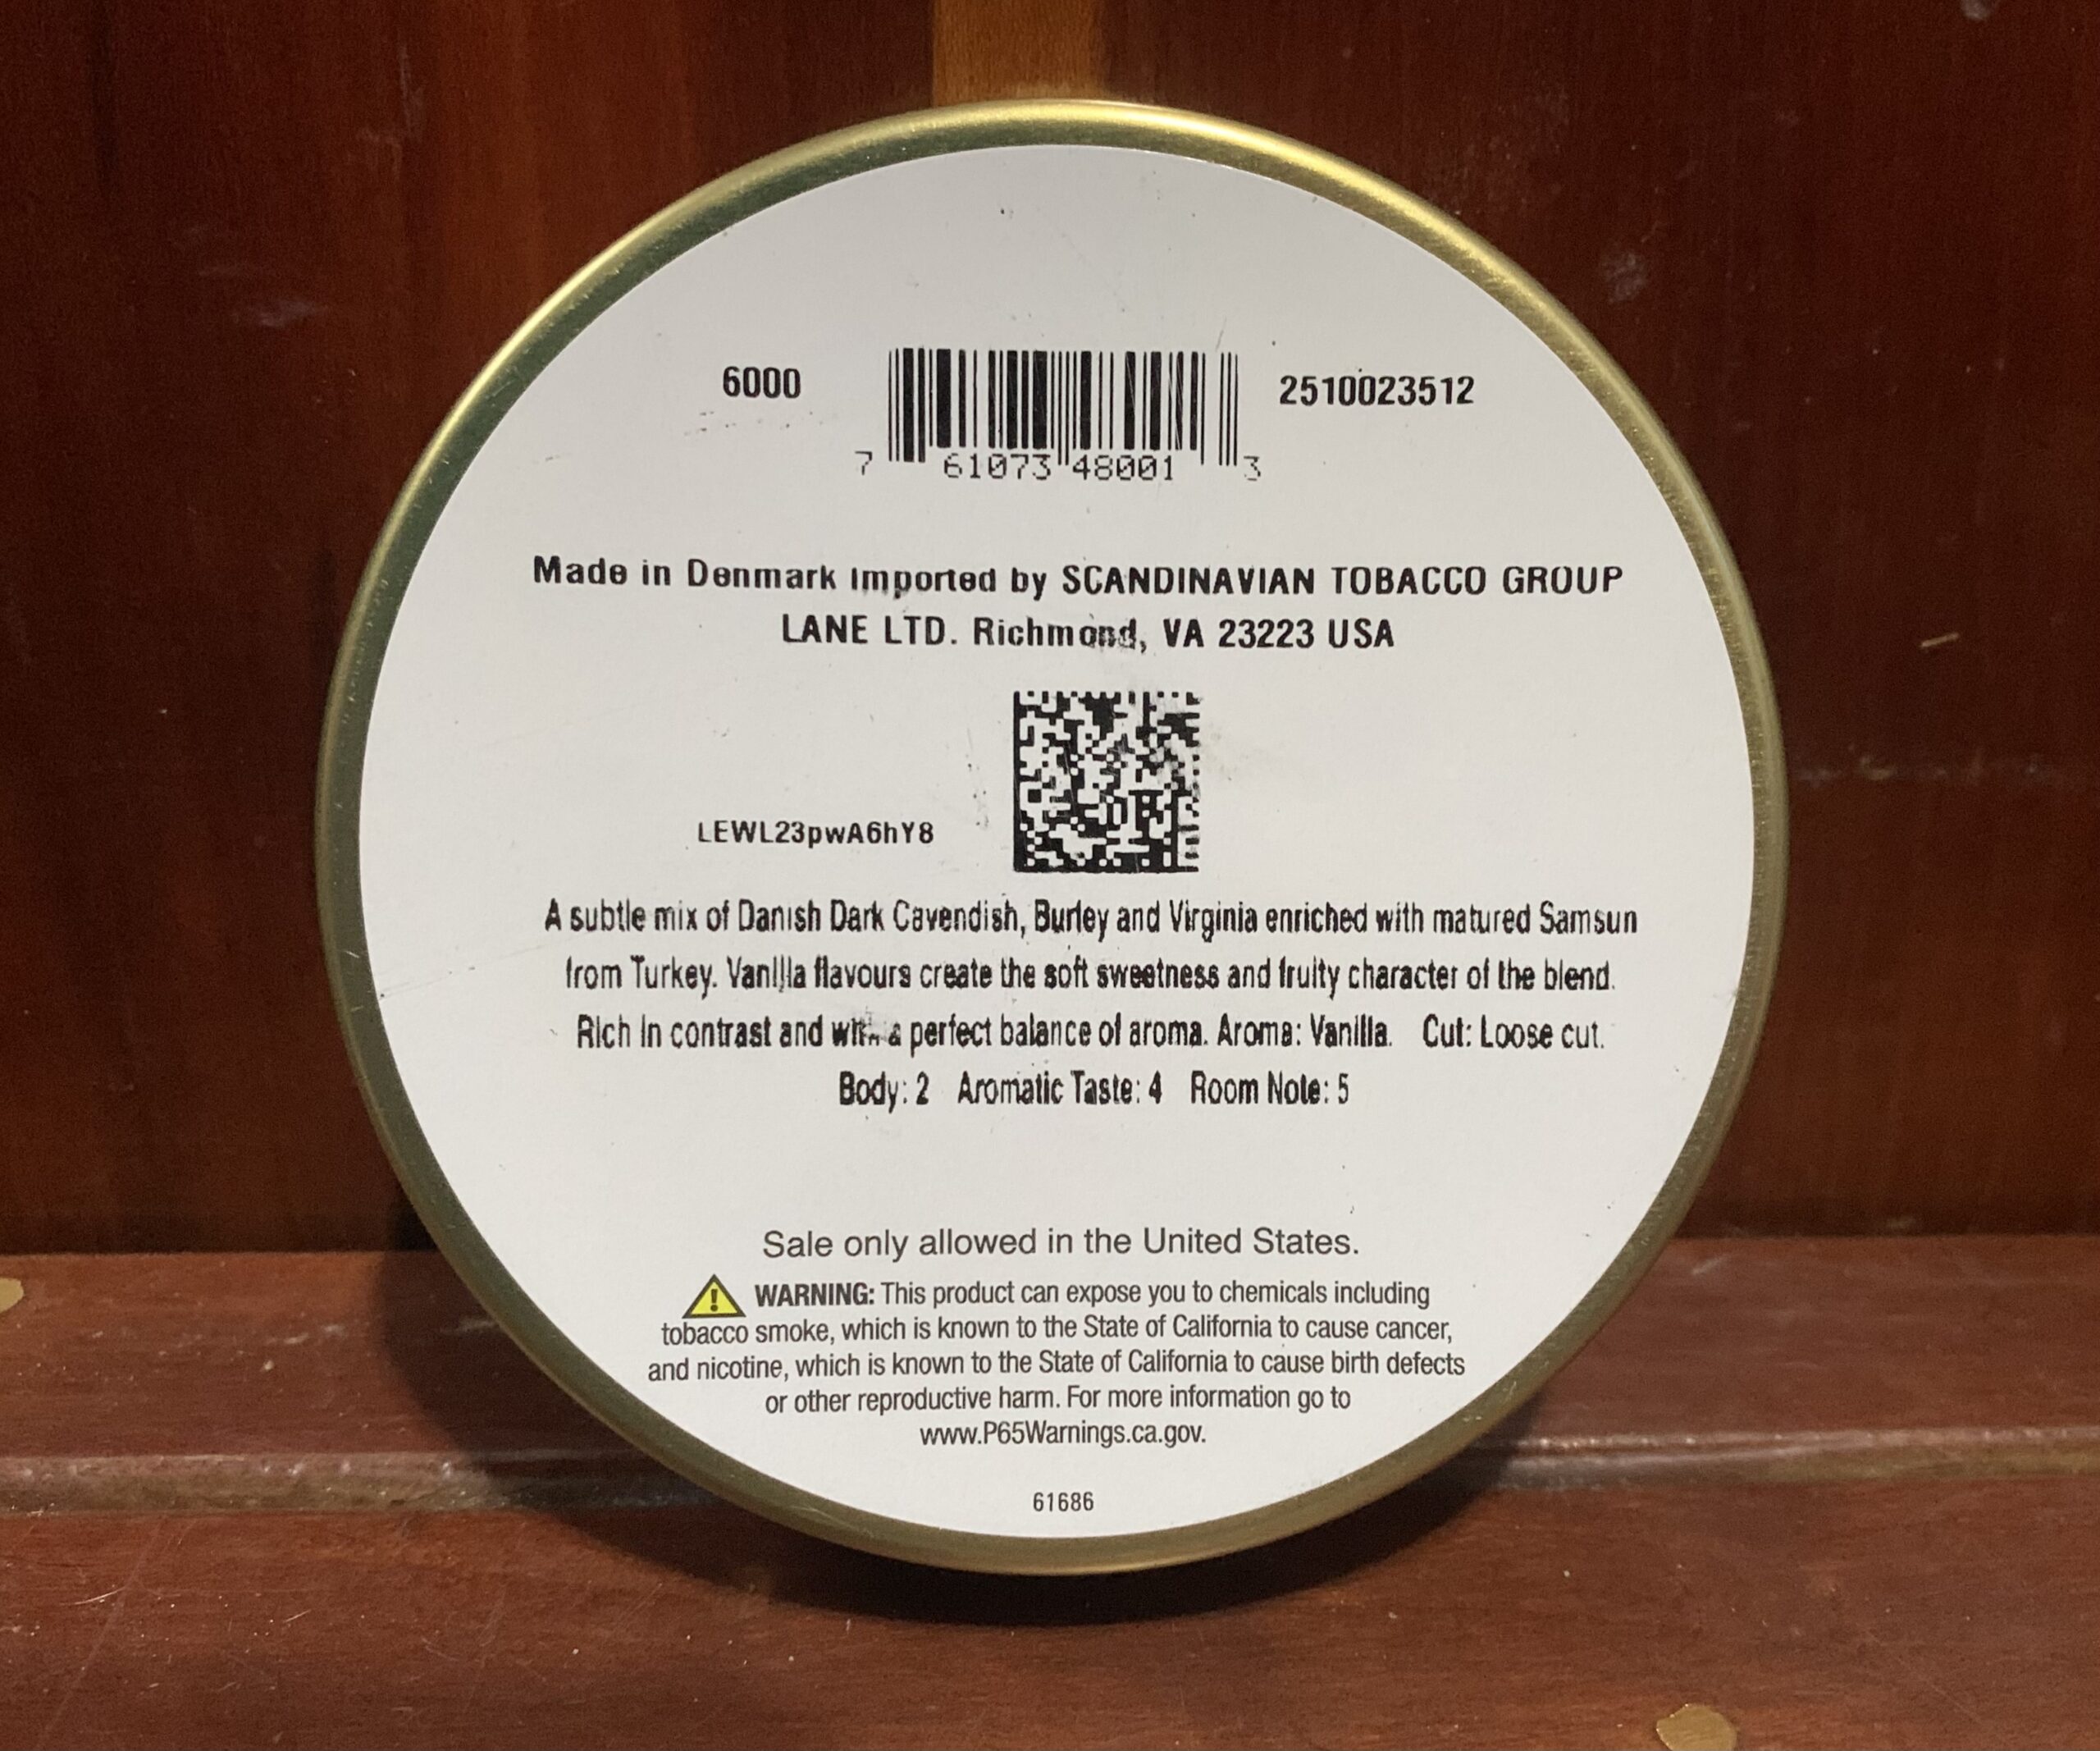 6000 2510023512
7 61073 48001 3
Made in Denmark Imported by SCANDINAVIAN TOBACCO GROUP
LANE LTD. Richmond, VA 23223 USA
LEWL23pwA6hY8
A subtle mix of Danish Dark Cavendish, Burley and Virginia enriched with matured Samsun
from Turkey. Vanilla flavours create the soft sweetness and fruity character of the blend.
Rich in contrast and with a perfect balance of aroma. Aroma: Vanilla. Cut: Loose cut.
Body: 2 Aromatic Taste: 4 Room Note: 5
Sale only allowed in the United States.
WARNING: This product can expose you to chemicals including
tobacco smoke, which is known to the State of California to cause cancer,
and nicotine, which is known to the State of California to cause birth defects
or other reproductive harm. For more information go to
www.P65Warnings.ca.gov.
61686